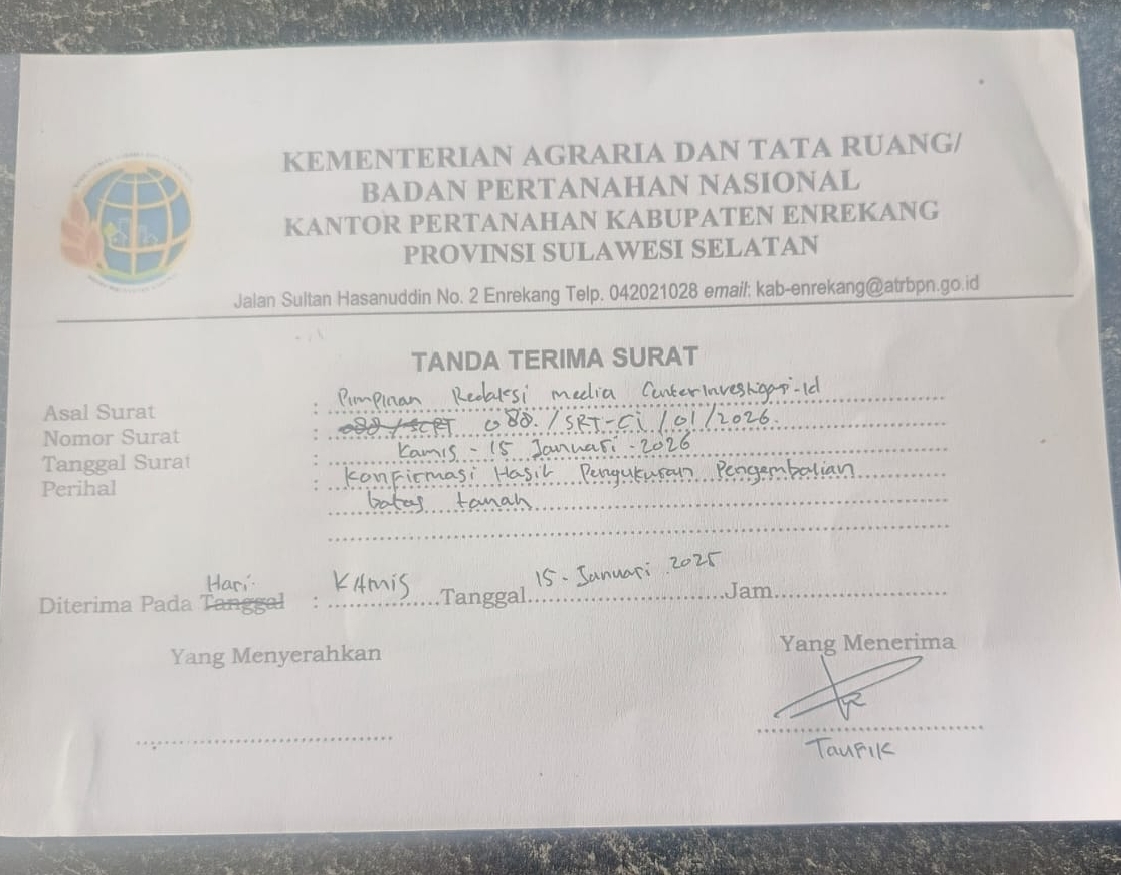 KEMENTERIAN AGRARIA DAN TATA RUANG/
BADAN PERTANAHAN NASIONAL
KANTOR PERTANAHAN KABUPATEN ENREKANG
PROVINSI SULAWESI SELATAN
Jalan Sultan Hasanuddin No. 2 Enrekang Telp. 042021028 email: kab-enrekang@atrbpn.go.id
TANDA TERIMA SURAT
Asal Surat : Pimpinan Redaksi media CenterInvestigasi-Id
Nomor Surat : 088./SRT-Ci/01/2026.
Tanggal Surat : Kamis - 15 Januari - 2026
Perihal : Konfirmasi Hasil Pengukuran Pengembalian
batas tanah
Diterima Pada Tanggal Hari : KAmis Tanggal 15 - Januari 2025 Jam
Yang Menyerahkan Yang Menerima
Taufik